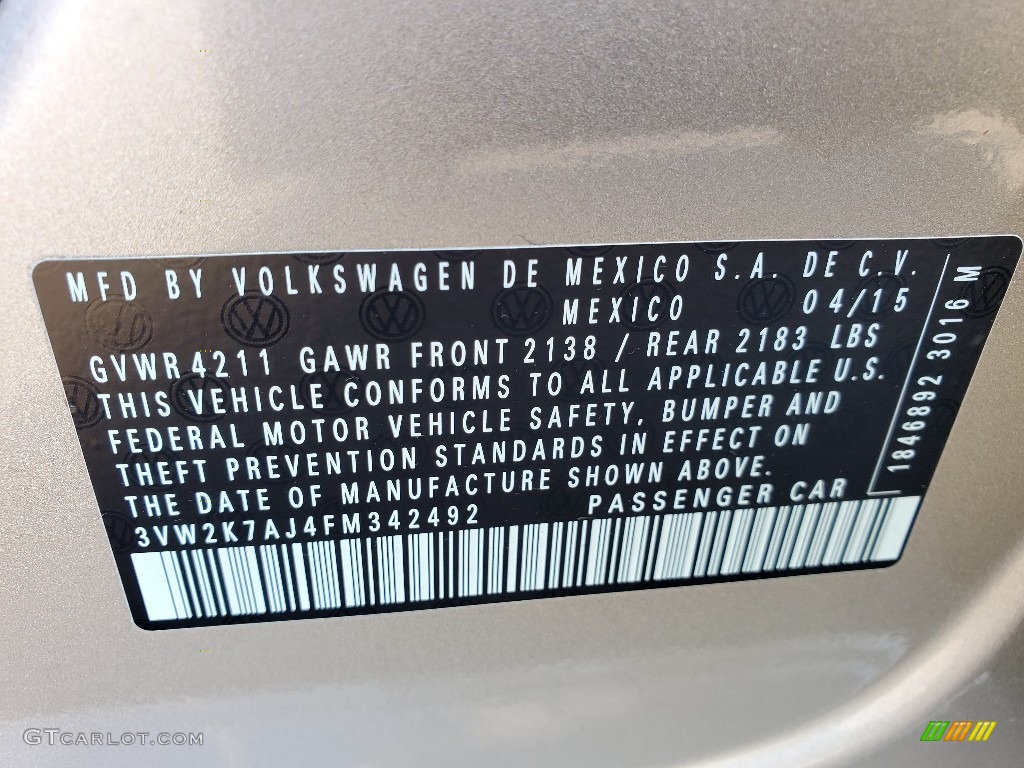 MFD BY VOLKSWAGEN DE MEXICO S.A. DE C.V.
MEXICO 04/15
GVWR4211 GAWR FRONT 2138 / REAR 2183 LBS
THIS VEHICLE CONFORMS TO ALL APPLICABLE U.S.
FEDERAL MOTOR VEHICLE SAFETY, BUMPER AND
THEFT PREVENTION STANDARDS IN EFFECT ON
THE DATE OF MANUFACTURE SHOWN ABOVE.
3VW2K7AJ4FM342492 PASSENGER CAR
1846892 3016 M
GTCARLOT.COM